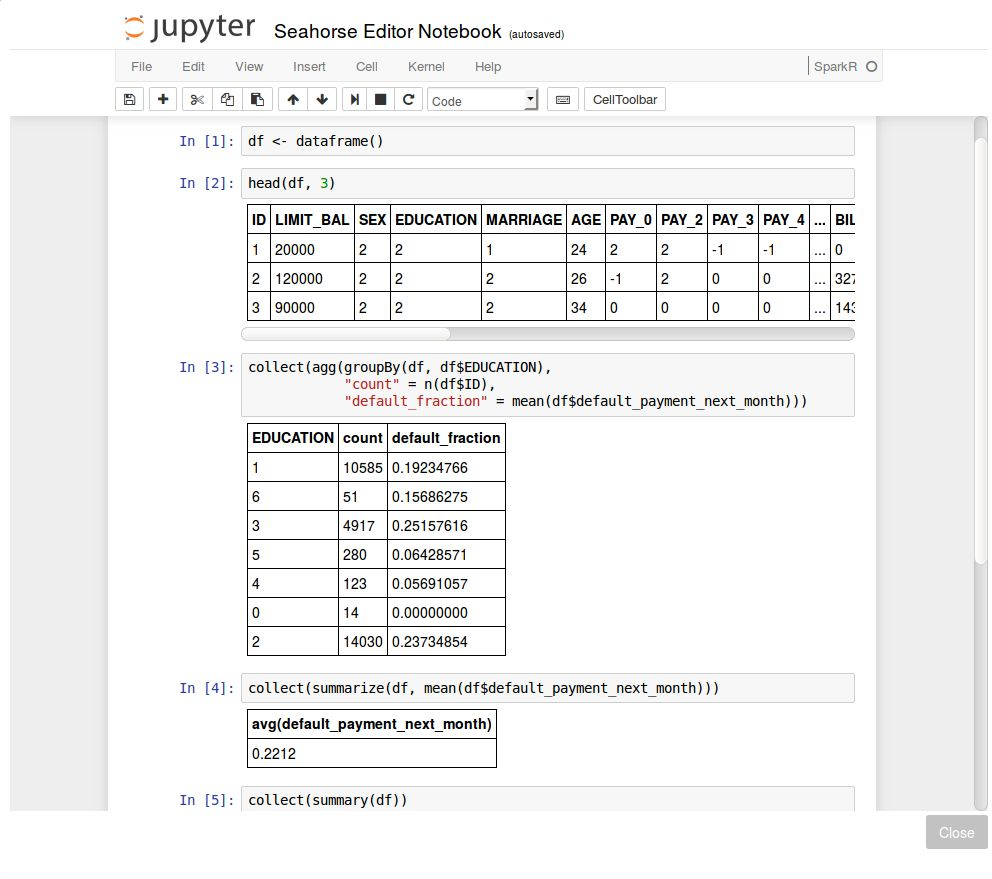 jupyter Seahorse Editor Notebook (autosaved)
File Edit View Insert Cell Kernel Help SparkR
Code CellToolbar
In [1]: df <- dataframe()
In [2]: head(df, 3)
ID LIMIT_BAL SEX EDUCATION MARRIAGE AGE PAY_0 PAY_2 PAY_3 PAY_4 ... BIL
1 20000 2 2 1 24 2 2 -1 -1 ... 0
2 120000 2 2 2 26 -1 2 0 0 ... 327
3 90000 2 2 2 34 0 0 0 0 ... 143
In [3]: collect(agg(groupBy(df, df$EDUCATION),
"count" = n(df$ID),
"default_fraction" = mean(df$default_payment_next_month)))
EDUCATION count default_fraction
1 10585 0.19234766
6 51 0.15686275
3 4917 0.25157616
5 280 0.06428571
4 123 0.05691057
0 14 0.00000000
2 14030 0.23734854
In [4]: collect(summarize(df, mean(df$default_payment_next_month)))
avg(default_payment_next_month)
0.2212
In [5]: collect(summary(df))
Close